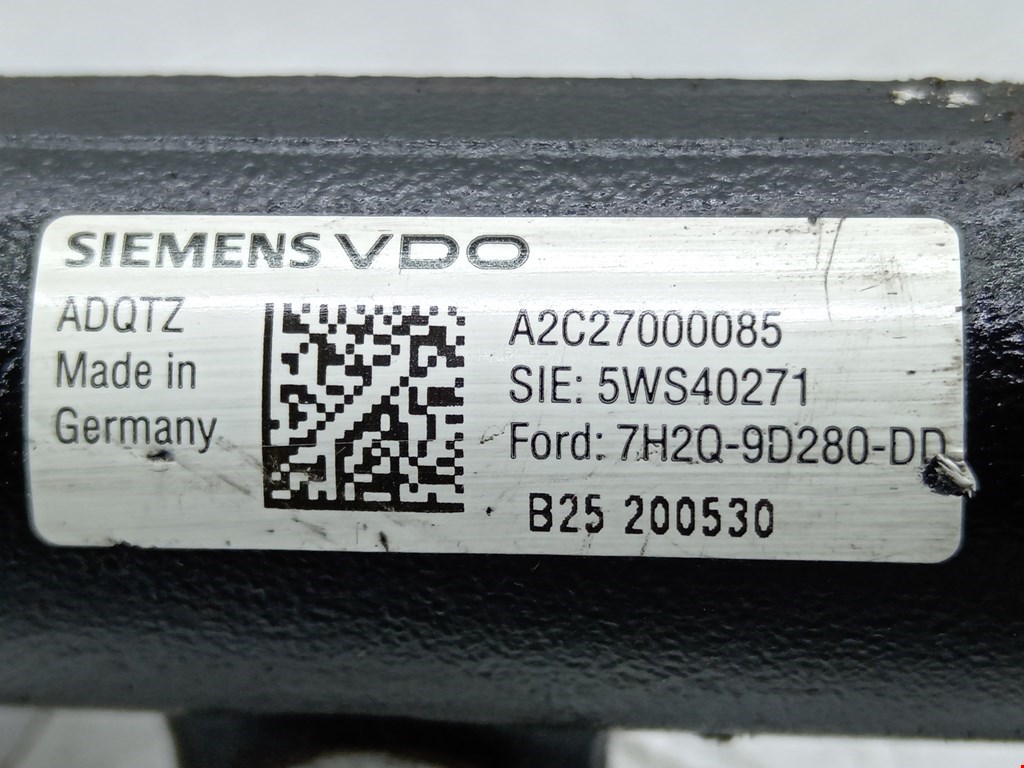 SIEMENS VDO
ADQTZ
Made in
Germany
A2C27000085
SIE: 5WS40271
Ford: 7H2Q-9D280-DD
B25 200530